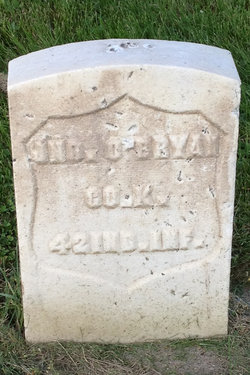 JNO. O'BRYAN
CO. K.
42 IND. INF.